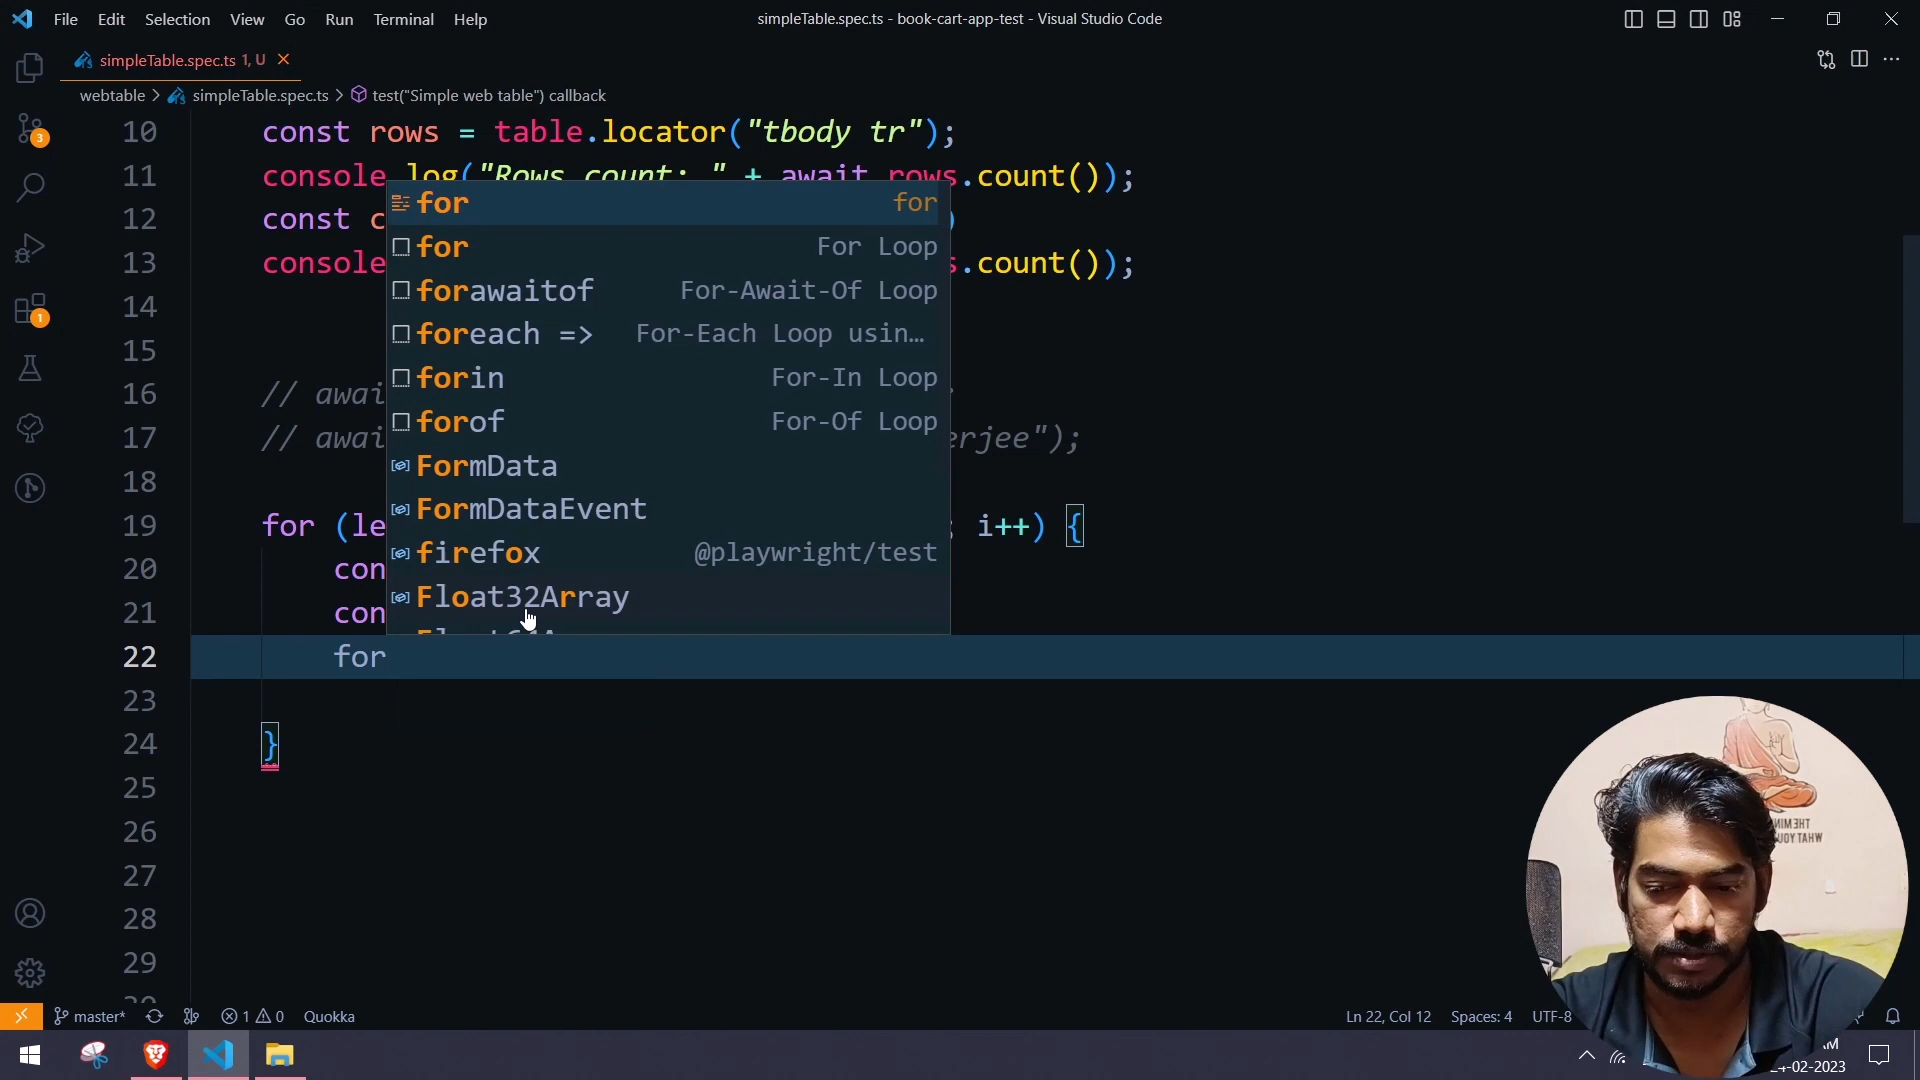 File Edit Selection View Go Run Terminal Help
simpleTable.spec.ts - book-cart-app-test - Visual Studio Code
simpleTable.spec.ts 1, U
webtable > simpleTable.spec.ts > test("Simple web table") callback
10 const rows = table.locator("tbody tr");
11 console.log("Rows count: " + await rows.count());
12 const c )
13 console s.count());
14
15
16 // awai
17 // awai erjee");
18
19 for (le ; i++) {
20 con
21 con
22 for
23
24 }
25
26
27
28
29
for for
for For Loop
forawaitof For-Await-Of Loop
foreach => For-Each Loop usin...
forin For-In Loop
forof For-Of Loop
FormData
FormDataEvent
firefox @playwright/test
Float32Array
3
1
master* 1 0 Quokka
Ln 22, Col 12 Spaces: 4 UTF-8
-02-2023